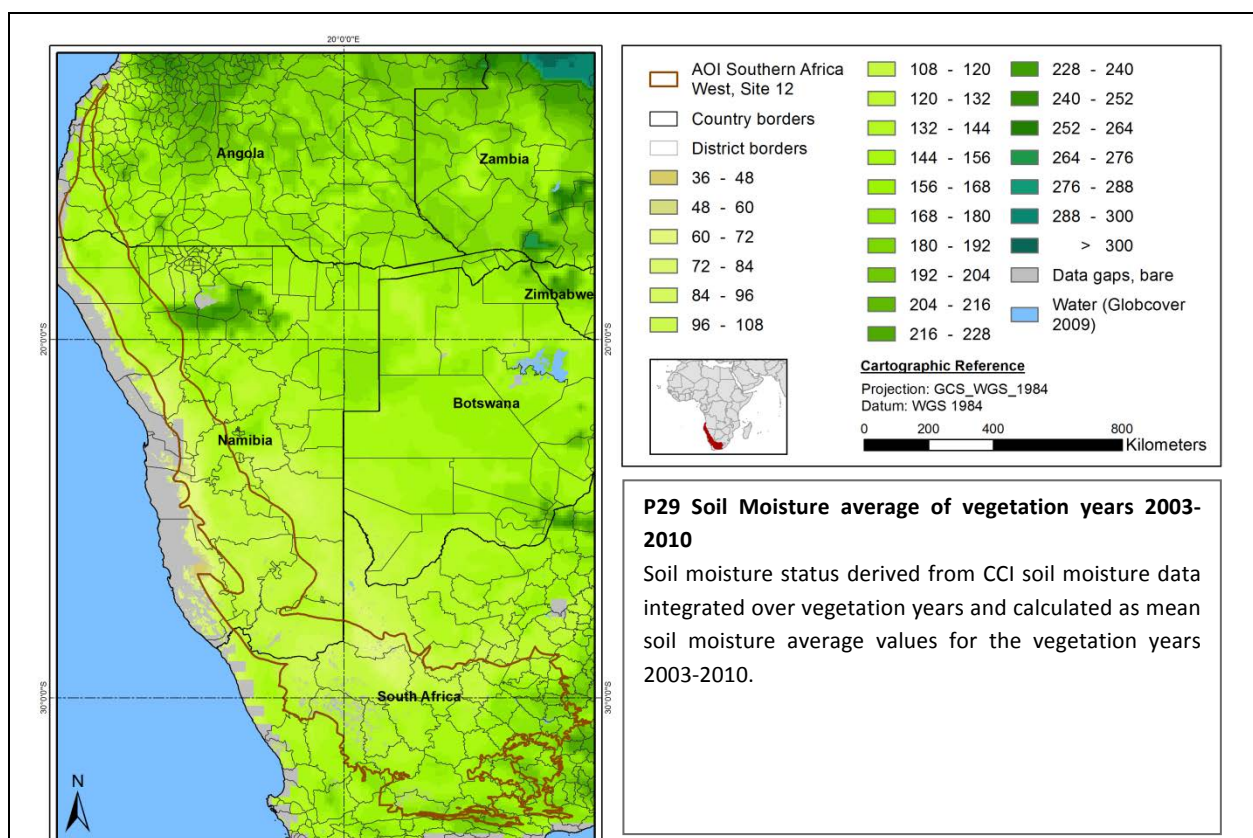 20°0'0"E
Angola
Zambia
Zimbabwe
20°0'0"S
Botswana
Namibia
South Africa
30°0'0"S
N
AOI Southern Africa
West, Site 12
Country borders
District borders
36 - 48
48 - 60
60 - 72
72 - 84
84 - 96
96 - 108
108 - 120
120 - 132
132 - 144
144 - 156
156 - 168
168 - 180
180 - 192
192 - 204
204 - 216
216 - 228
228 - 240
240 - 252
252 - 264
264 - 276
276 - 288
288 - 300
> 300
Data gaps, bare
Water (Globcover
2009)
Cartographic Reference
Projection: GCS_WGS_1984
Datum: WGS 1984
0 200 400 800
Kilometers
P29 Soil Moisture average of vegetation years 2003-
2010
Soil moisture status derived from CCI soil moisture data
integrated over vegetation years and calculated as mean
soil moisture average values for the vegetation years
2003-2010.